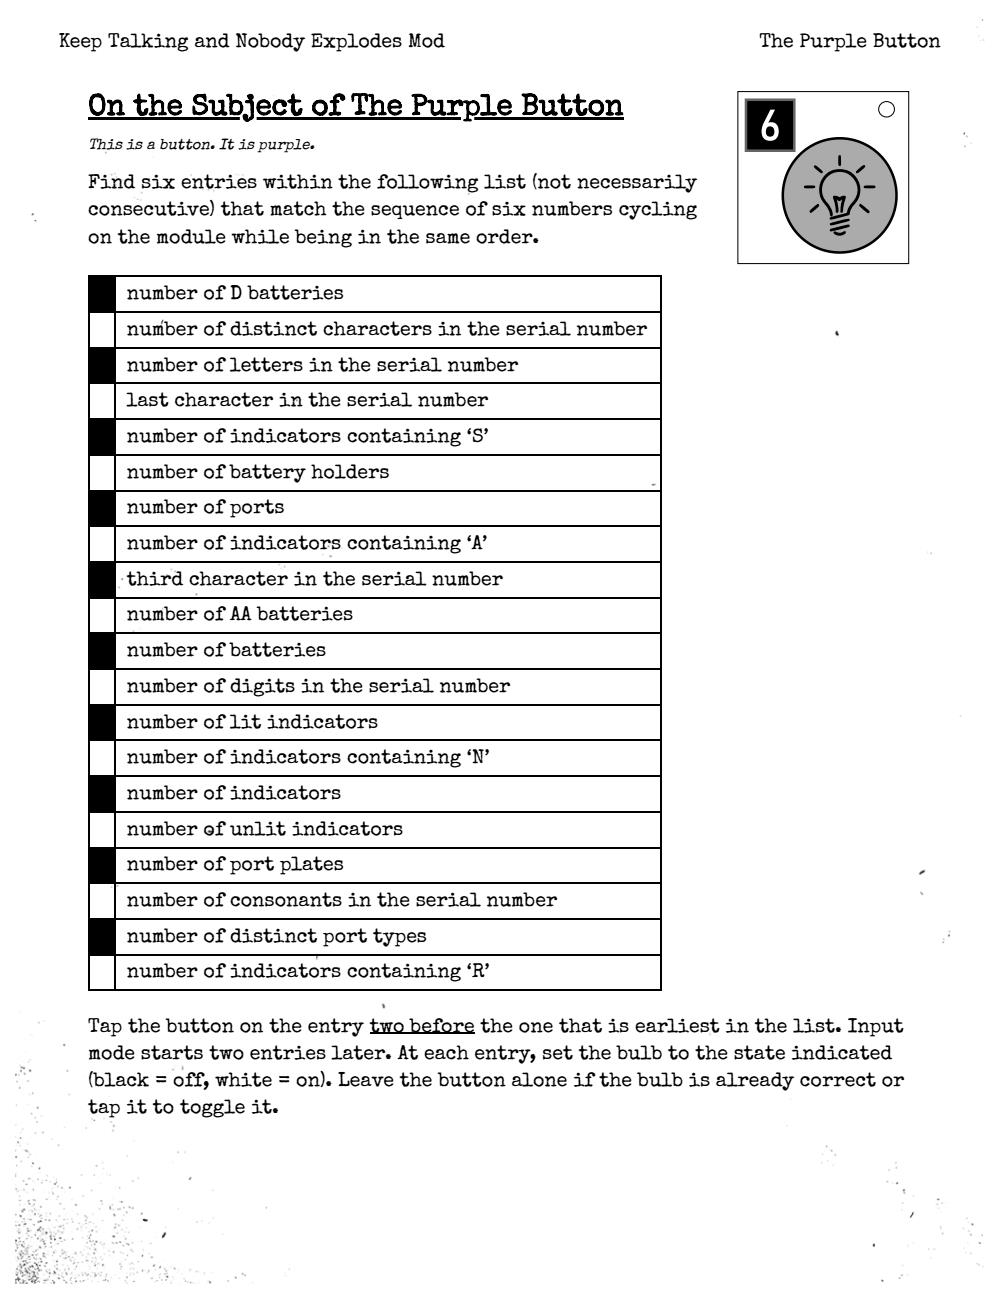 Keep Talking and Nobody Explodes Mod
The Purple Button
On the Subject of The Purple Button
This is a button. It is purple.
6
Find six entries within the following list (not necessarily
consecutive) that match the sequence of six numbers cycling
on the module while being in the same order.
number of D batteries
number of distinct characters in the serial number
number of letters in the serial number
last character in the serial number
number of indicators containing ‘S’
number of battery holders
number of ports
number of indicators containing ‘A’
third character in the serial number
number of AA batteries
number of batteries
number of digits in the serial number
number of lit indicators
number of indicators containing ‘N’
number of indicators
number of unlit indicators
number of port plates
number of consonants in the serial number
number of distinct port types
number of indicators containing ‘R’
Tap the button on the entry two before the one that is earliest in the list. Input
mode starts two entries later. At each entry, set the bulb to the state indicated
(black = off, white = on). Leave the button alone if the bulb is already correct or
tap it to toggle it.